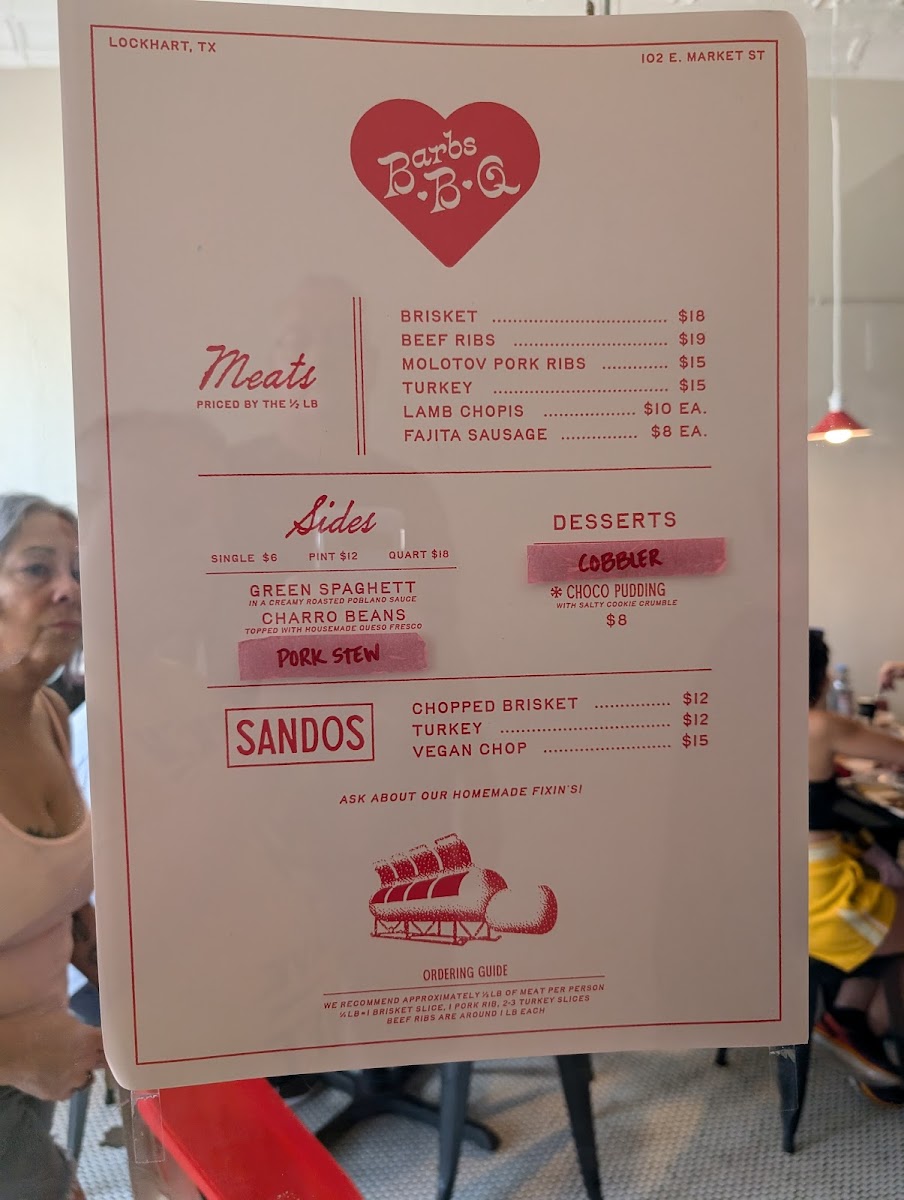 LOCKHART, TX
102 E. MARKET ST
Barbs
B Q
Meats
PRICED BY THE ½ LB
BRISKET ................................ $18
BEEF RIBS ............................ $19
MOLOTOV PORK RIBS ............ $15
TURKEY ................................ $15
LAMB CHOPIS ................ $10 EA.
FAJITA SAUSAGE .............. $8 EA.
Sides
SINGLE $6 PINT $12 QUART $18
GREEN SPAGHETT
IN A CREAMY ROASTED POBLANO SAUCE
CHARRO BEANS
TOPPED WITH HOUSEMADE QUESO FRESCO
PORK STEW
DESSERTS
COBBLER
* CHOCO PUDDING
WITH SALTY COOKIE CRUMBLE
$8
SANDOS
CHOPPED BRISKET ............. $12
TURKEY ............................... $12
VEGAN CHOP ....................... $15
ASK ABOUT OUR HOMEMADE FIXIN'S!
ORDERING GUIDE
WE RECOMMEND APPROXIMATELY ½ LB OF MEAT PER PERSON
¼ LB = 1 BRISKET SLICE, 1 PORK RIB, 2-3 TURKEY SLICES
BEEF RIBS ARE AROUND 1 LB EACH